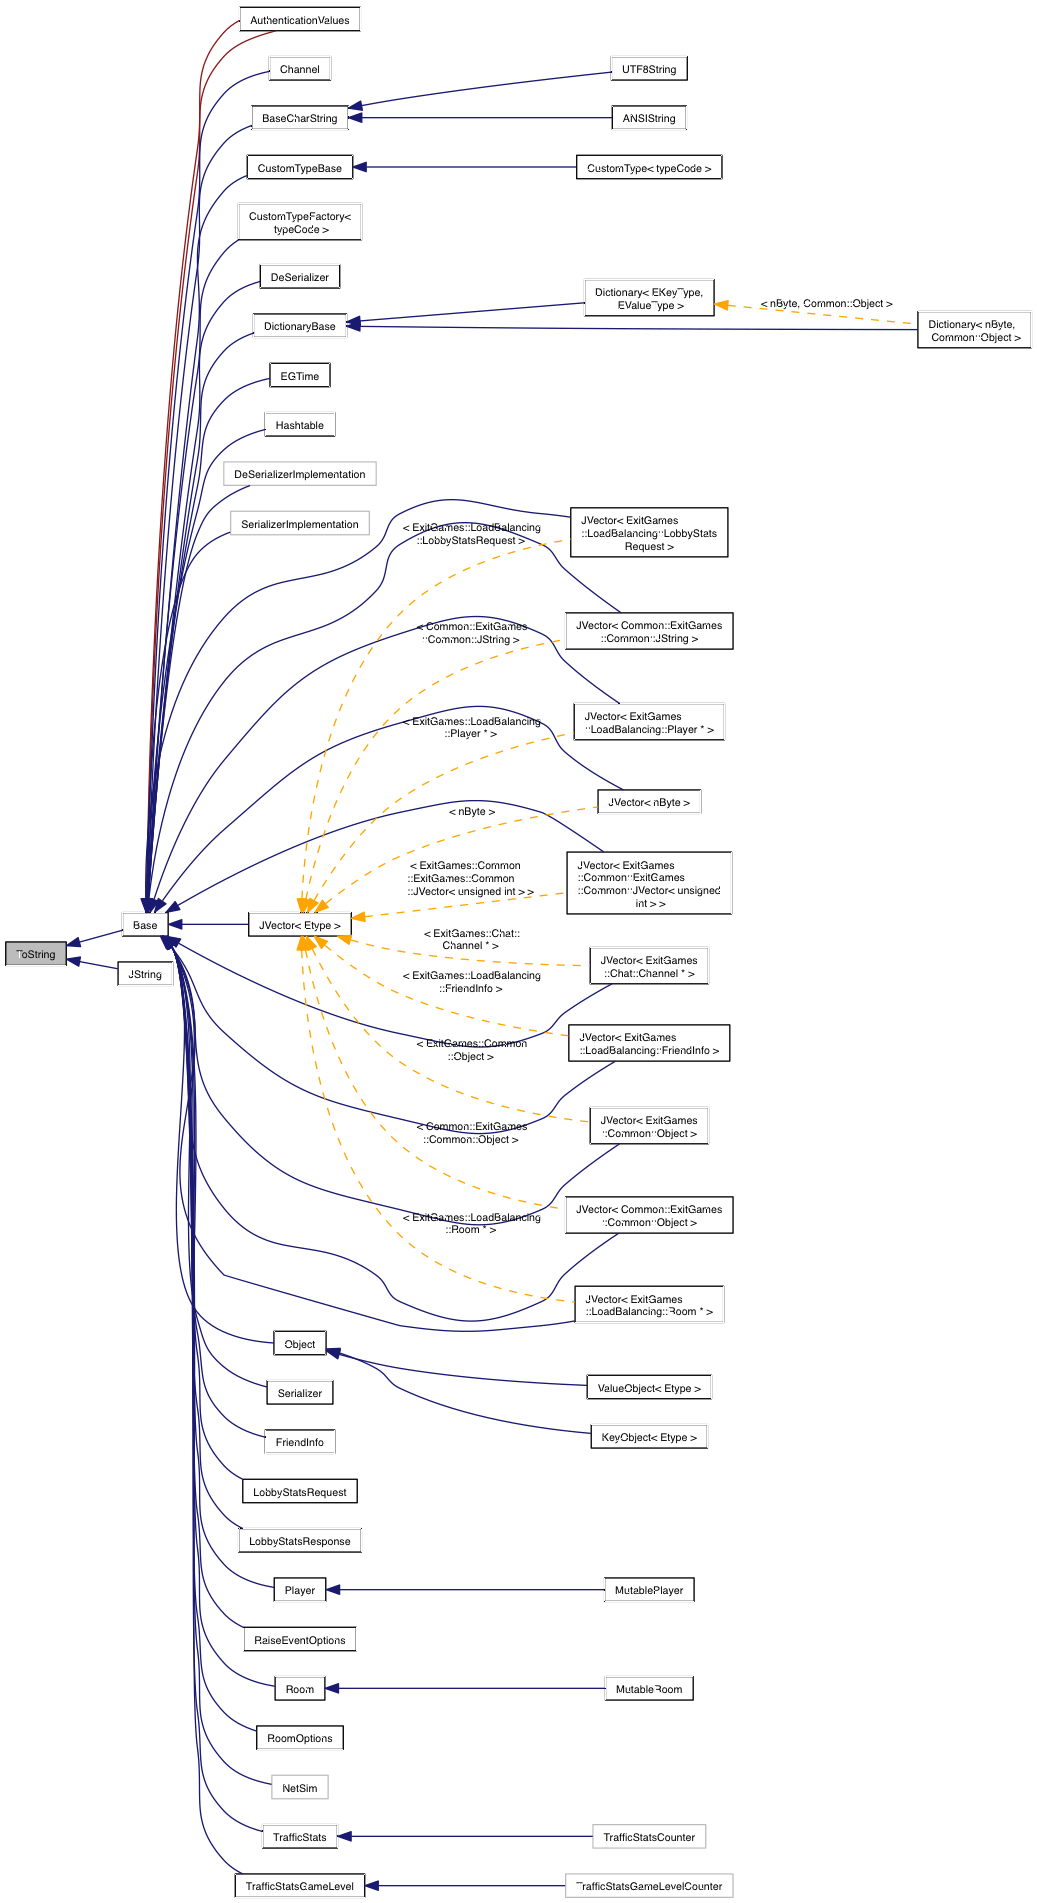 AuthenticationValues
Channel
UTF8String
BaseCharString
ANSIString
CustomTypeBase
CustomType< typeCode >
CustomTypeFactory<
typeCode >
DeSerializer
Dictionary< EKeyType,
EValueType >
< nByte, Common::Object >
DictionaryBase
Dictionary< nByte,
Common::Object >
EGTime
Hashtable
DeSerializerImplementation
SerializerImplementation
< ExitGames::LoadBalancing
::LobbyStatsRequest >
JVector< ExitGames
::LoadBalancing::LobbyStats
Request >
< Common::ExitGames
::Common::JString >
JVector< Common::ExitGames
::Common::JString >
< ExitGames::LoadBalancing
::Player * >
JVector< ExitGames
::LoadBalancing::Player * >
< nByte >
JVector< nByte >
< ExitGames::Common
::ExitGames::Common
::JVector< unsigned int > >
JVector< ExitGames
::Common::ExitGames
::Common::JVector< unsigned
int > >
Base
JVector< Etype >
ToString
JString
< ExitGames::Chat::
Channel * >
JVector< ExitGames
::Chat::Channel * >
< ExitGames::LoadBalancing
::FriendInfo >
JVector< ExitGames
::LoadBalancing::FriendInfo >
< ExitGames::Common
::Object >
JVector< ExitGames
::Common::Object >
< Common::ExitGames
::Common::Object >
JVector< Common::ExitGames
::Common::Object >
< ExitGames::LoadBalancing
::Room * >
JVector< ExitGames
::LoadBalancing::Room * >
Object
Serializer
ValueObject< Etype >
FriendInfo
KeyObject< Etype >
LobbyStatsRequest
LobbyStatsResponse
Player
MutablePlayer
RaiseEventOptions
Room
MutableRoom
RoomOptions
NetSim
TrafficStats
TrafficStatsCounter
TrafficStatsGameLevel
TrafficStatsGameLevelCounter